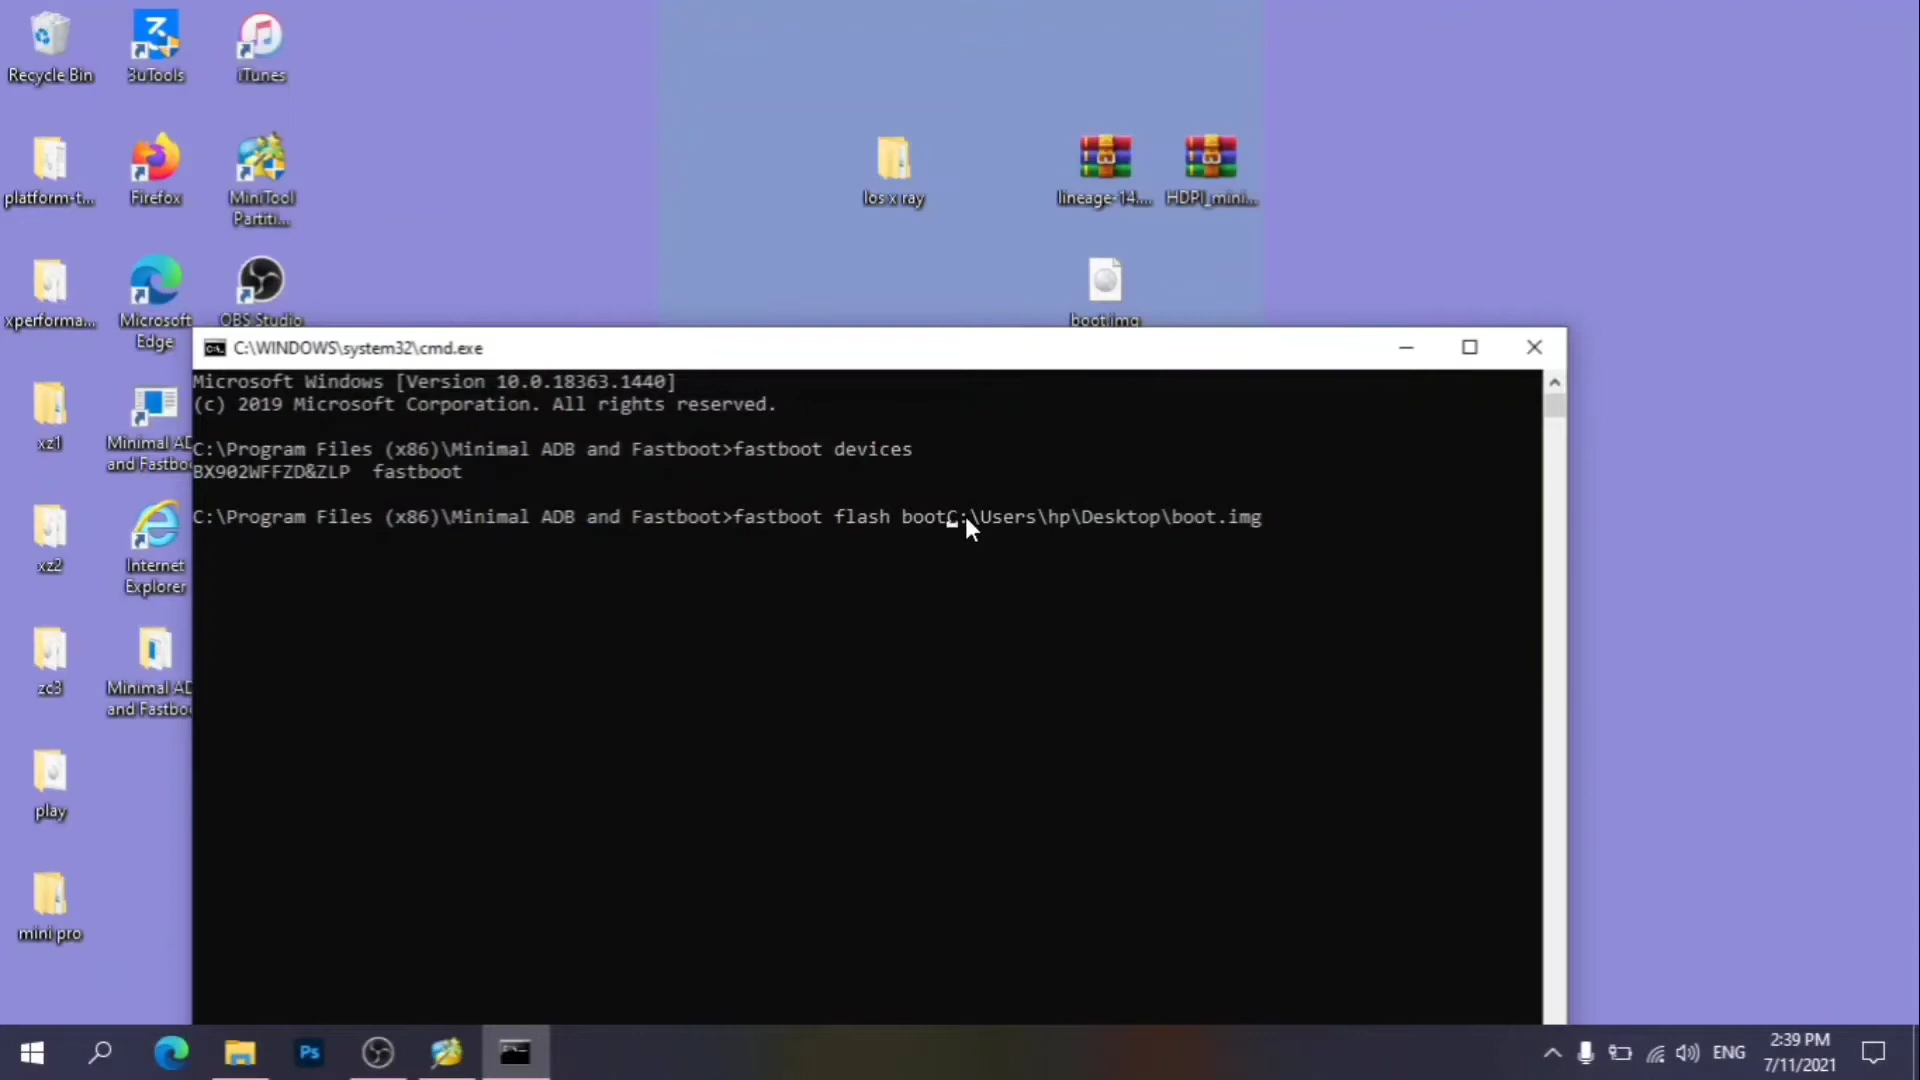 Recycle Bin
3uTools
iTunes
platform-t...
Firefox
MiniTool
Partiti...
los x ray
lineage-14....
HDPI_mini...
xperforma...
Microsoft
Edge
OBS Studio
boot.img
C:\WINDOWS\system32\cmd.exe
Microsoft Windows [Version 10.0.18363.1440]
(c) 2019 Microsoft Corporation. All rights reserved.
C:\Program Files (x86)\Minimal ADB and Fastboot>fastboot devices
BX902WFFZD&ZLP  fastboot
C:\Program Files (x86)\Minimal ADB and Fastboot>fastboot flash bootC:\Users\hp\Desktop\boot.img
xz1
Minimal AD
and Fastboo
xz2
Internet
Explorer
zc3
Minimal AD
and Fastboo
play
mini pro
Ps
ENG
2:39 PM
7/11/2021